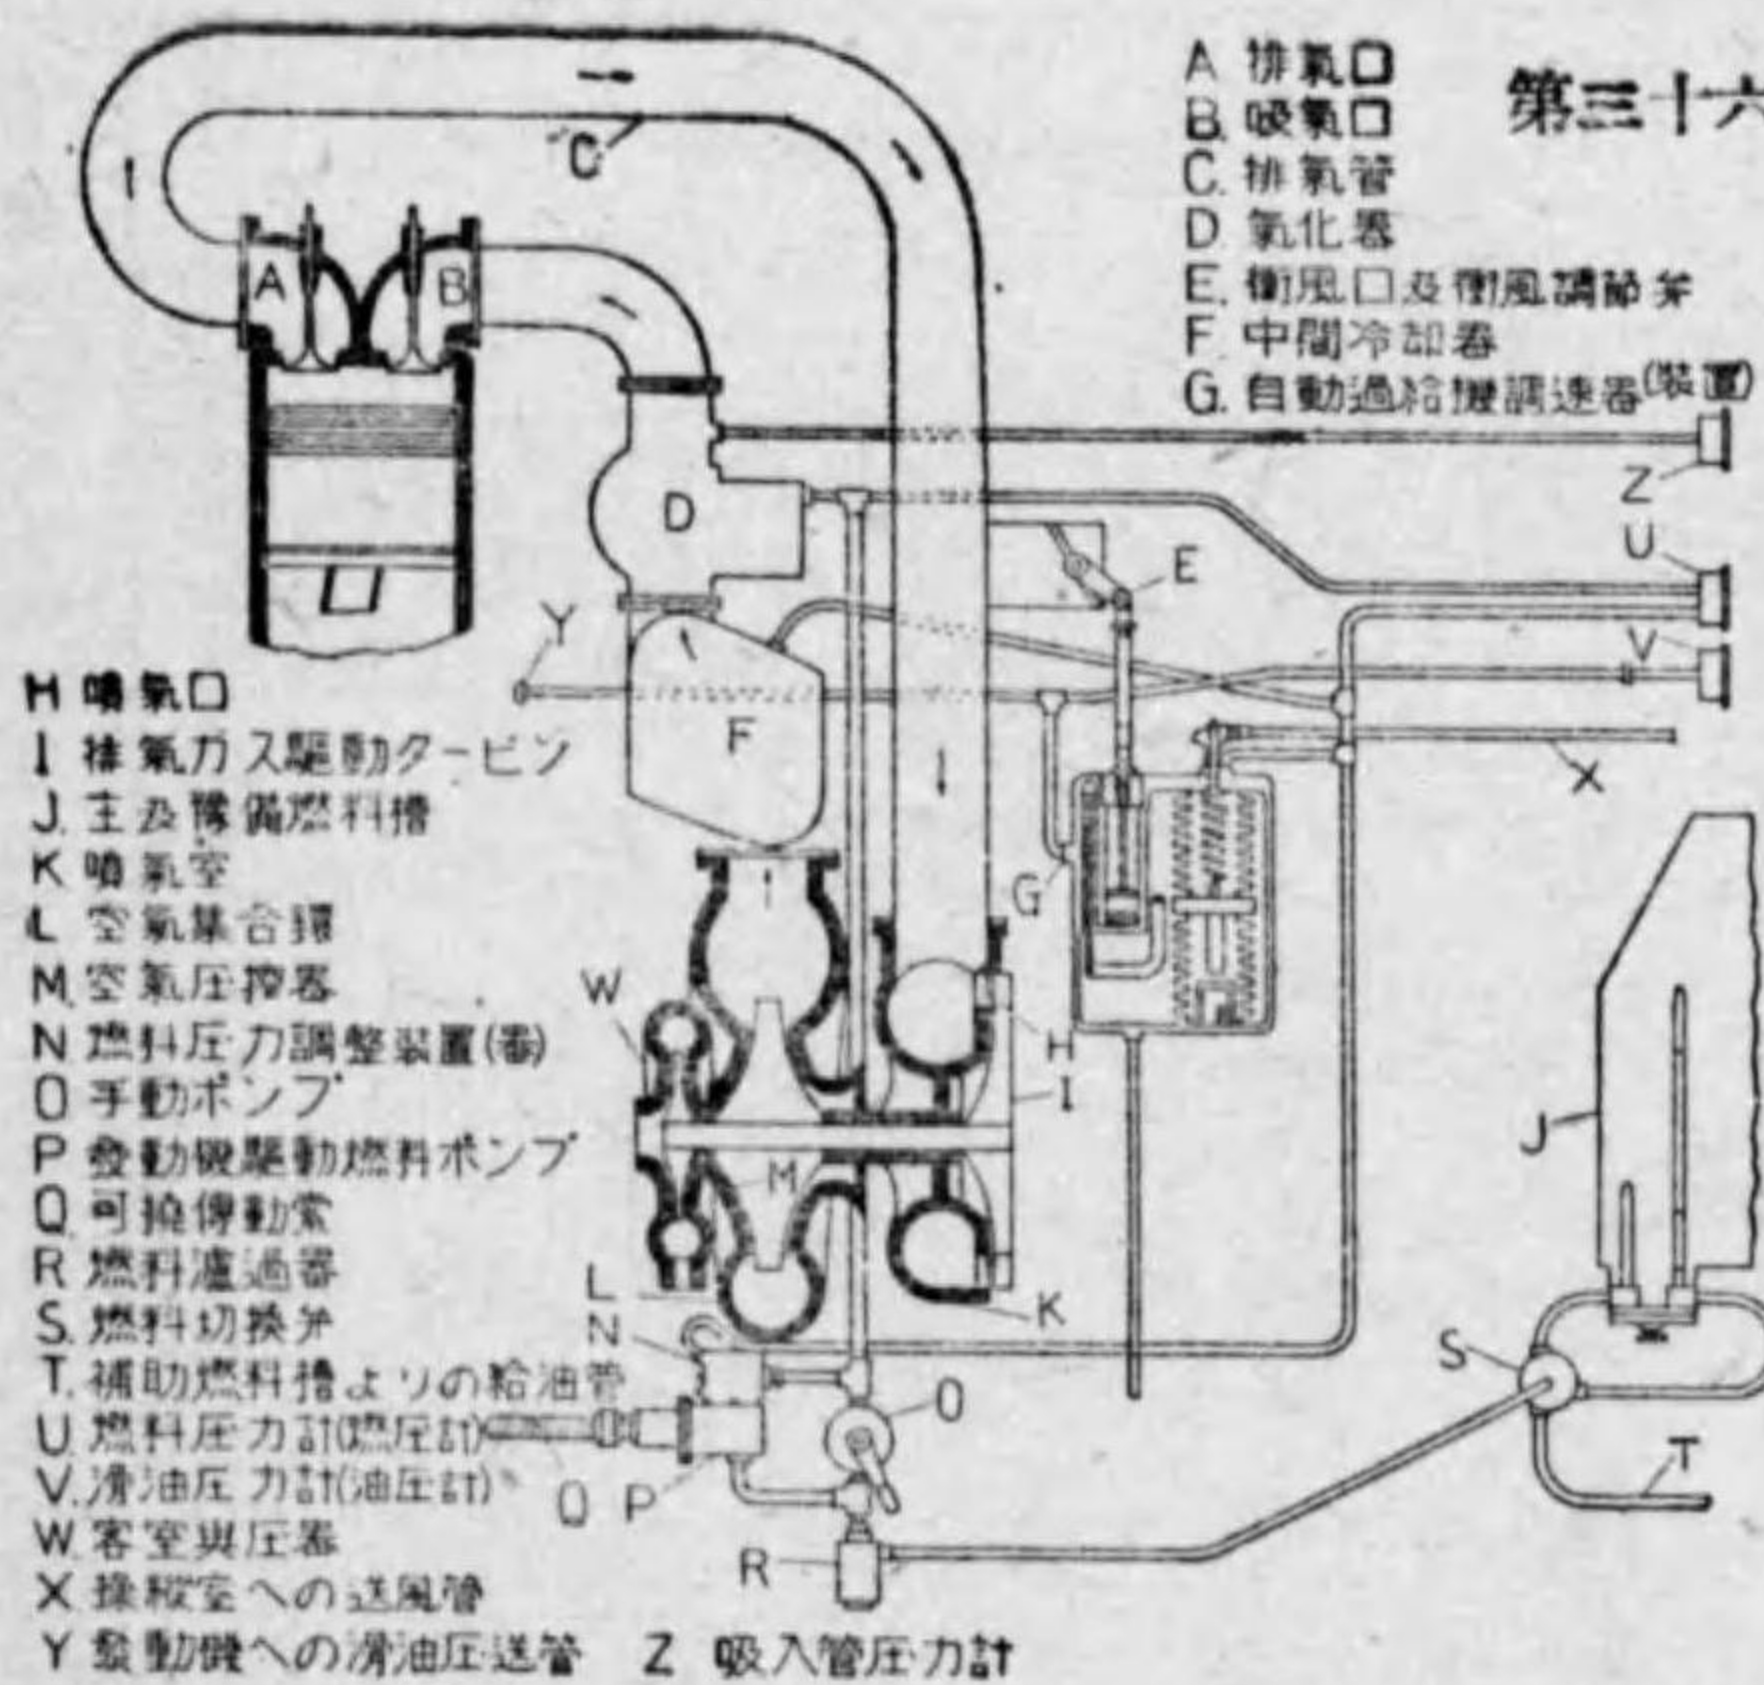 第三十六
A 排氣口
B. 吸氣口
C. 排氣管
D 氣化器
E. 衝風口及衝風調節弁
F. 中間冷却器
G. 自動過給機調速器(裝置)
C
A
B
D
E
Z
U
V
Y
F
X
G
W
H
I
J
M
L
K
N
O
S
T
Q
P
R
H 噴氣口
I 排氣ガス驅動タービン
J. 主及豫備燃料槽
K 噴氣室
L 空氣集合環
M. 空氣圧搾器
N 燃料圧力調整裝置(器)
O 手動ポンプ
P 發動機驅動燃料ポンプ
Q. 可撓傳動索
R 燃料濾過器
S. 燃料切換弁
T. 補助燃料槽よりの給油管
U. 燃料圧力計(燃圧計)
V. 滑油圧力計(油圧計)
W. 客室與圧器
X 操縱室への送風管
Y 發動機への滑油圧送管 Z 吸入管圧力計